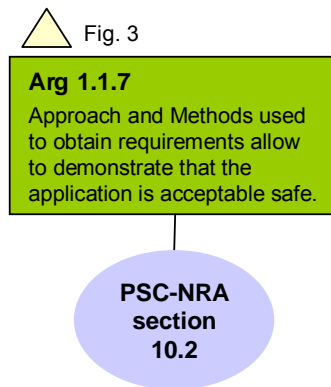 Fig. 3
Arg 1.1.7
Approach and Methods used
to obtain requirements allow
to demonstrate that the
application is acceptable safe.
PSC-NRA
section
10.2